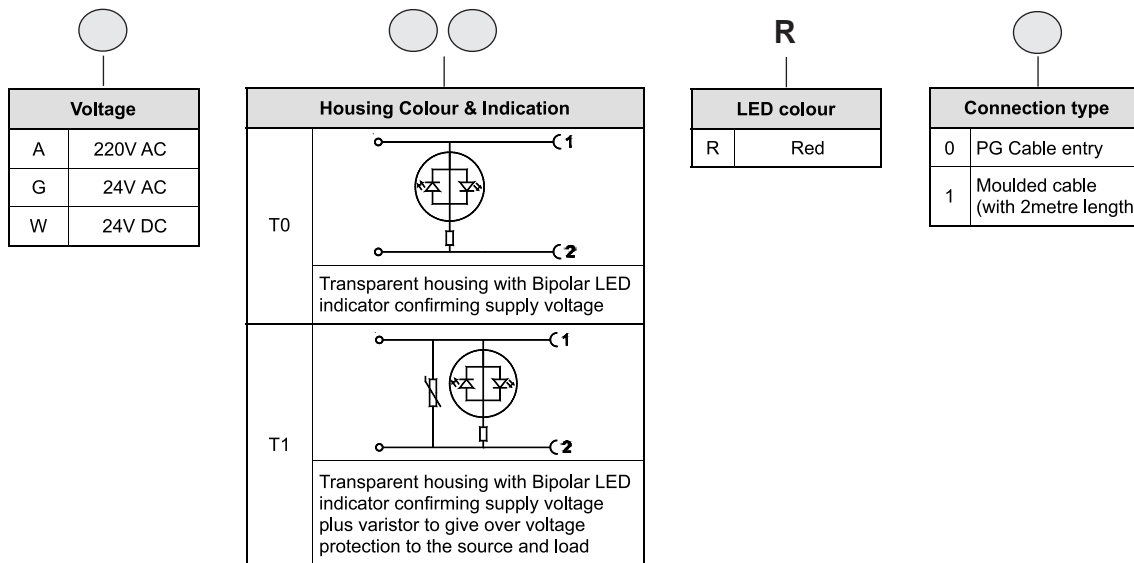 R
Voltage
A 220V AC
G 24V AC
W 24V DC
Housing Colour & Indication
T0
1
2
Transparent housing with Bipolar LED
indicator confirming supply voltage
T1
1
2
Transparent housing with Bipolar LED
indicator confirming supply voltage
plus varistor to give over voltage
protection to the source and load
LED colour
R Red
Connection type
0 PG Cable entry
1 Moulded cable
(with 2metre length